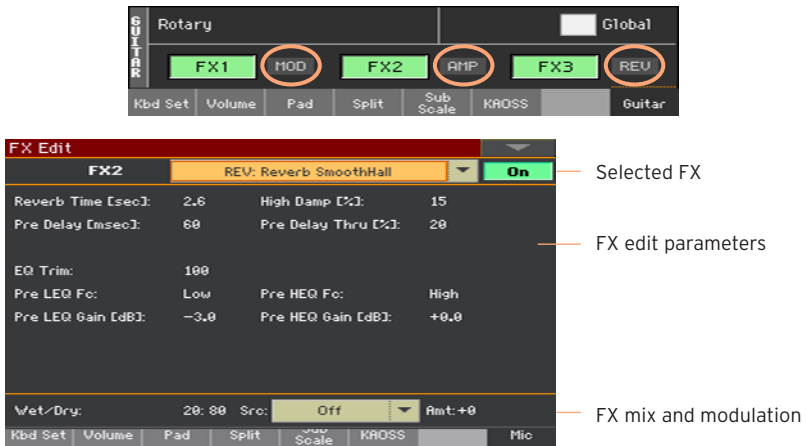 GUITAR
Rotary Global
FX1 MOD FX2 AMP FX3 REV
Kbd Set Volume Pad Split Sub Scale KAOSS Guitar
FX Edit
FX2 REV: Reverb SmoothHall On
Selected FX
Reverb Time [sec]: 2.6 High Damp [%]: 15
Pre Delay [msec]: 60 Pre Delay Thru [%]: 20
FX edit parameters
EQ Trim: 100
Pre LEQ Fc: Low Pre HEQ Fc: High
Pre LEQ Gain [dB]: -3.0 Pre HEQ Gain [dB]: +0.0
Wet/Dry: 20: 80 Src: Off Amt:+0
FX mix and modulation
Kbd Set Volume Pad Split Sub Scale KAOSS Mic